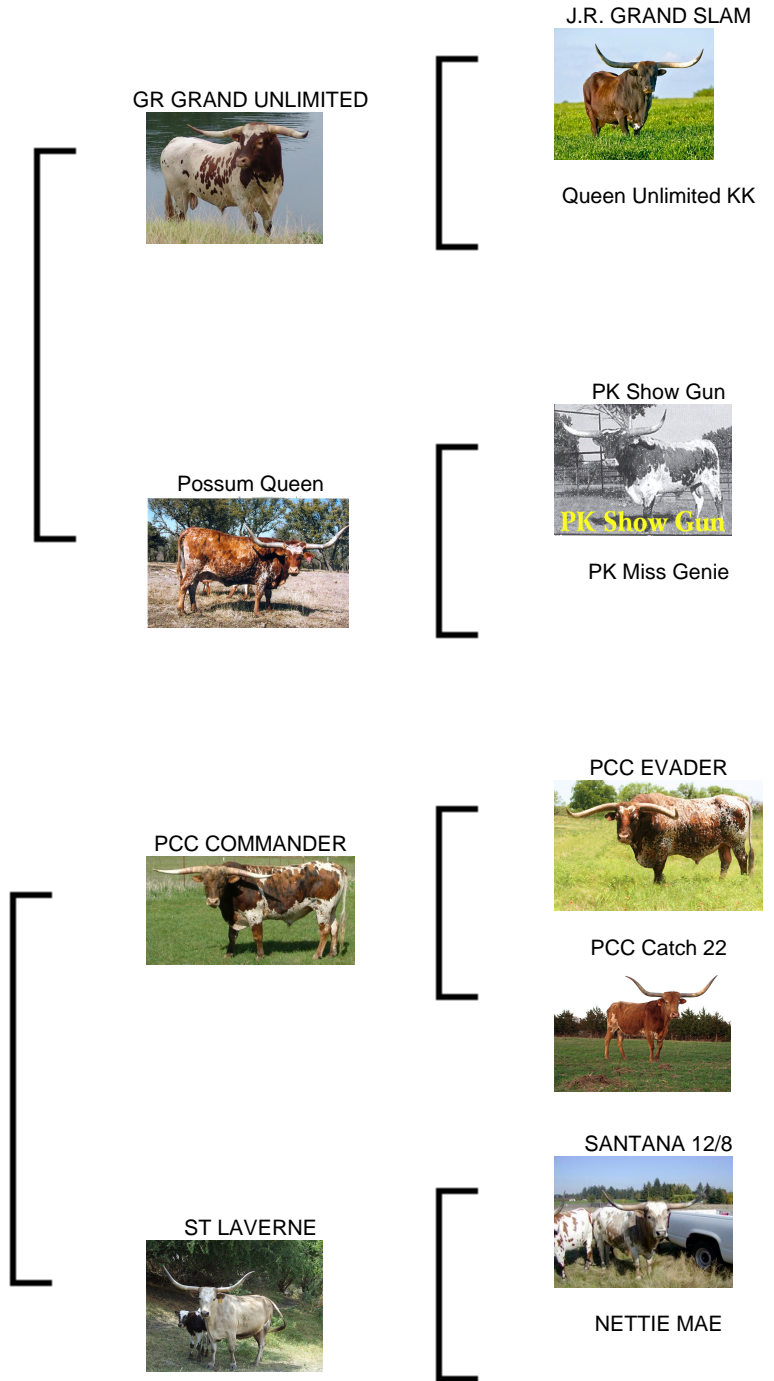 J.R. GRAND SLAM
GR GRAND UNLIMITED
Queen Unlimited KK
PK Show Gun
PK Show Gun
Possum Queen
PK Miss Genie
PCC EVADER
PCC COMMANDER
PCC Catch 22
SANTANA 12/8
ST LAVERNE
NETTIE MAE